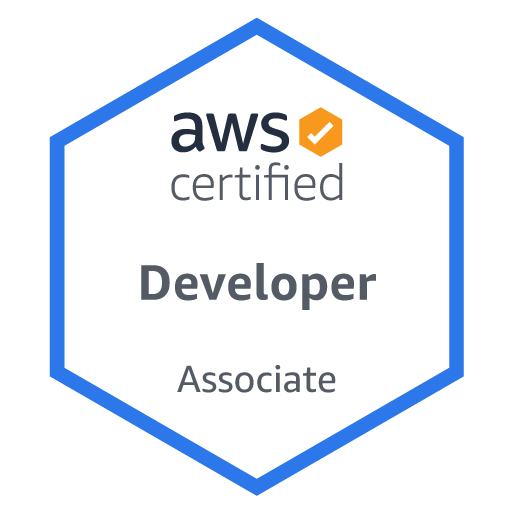 aws
certified
Developer
Associate